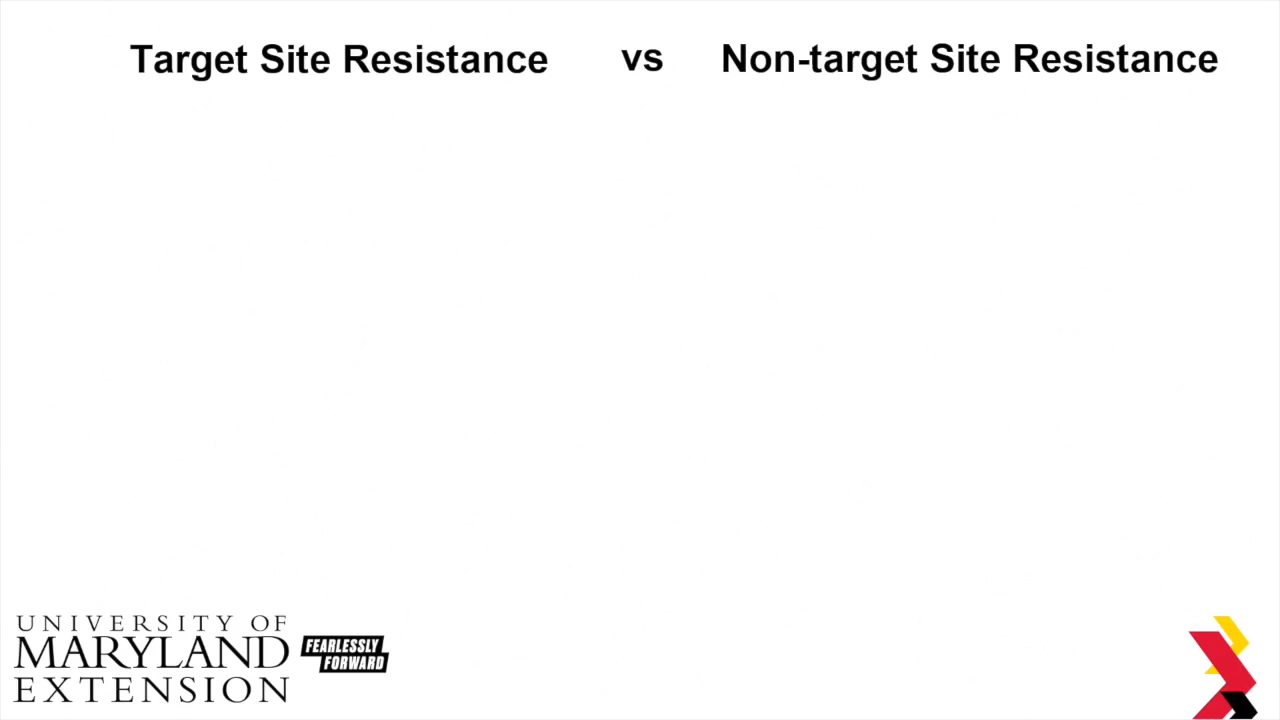 Target Site Resistance vs Non-target Site Resistance
UNIVERSITY OF
MARYLAND
EXTENSION
FEARLESSLY
FORWARD